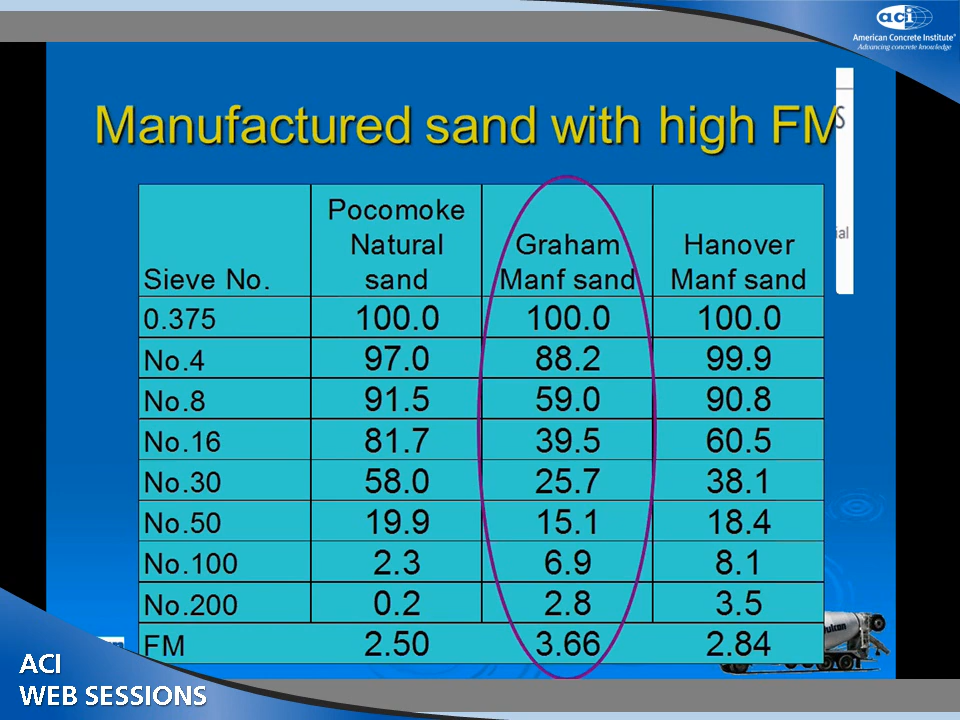 aci
American Concrete Institute®
Advancing concrete knowledge
Manufactured sand with high FM
S
ial
Sieve No. Pocomoke Natural sand Graham Manf sand Hanover Manf sand
0.375 100.0 100.0 100.0
No.4 97.0 88.2 99.9
No.8 91.5 59.0 90.8
No.16 81.7 39.5 60.5
No.30 58.0 25.7 38.1
No.50 19.9 15.1 18.4
No.100 2.3 6.9 8.1
No.200 0.2 2.8 3.5
FM 2.50 3.66 2.84
ACI
WEB SESSIONS